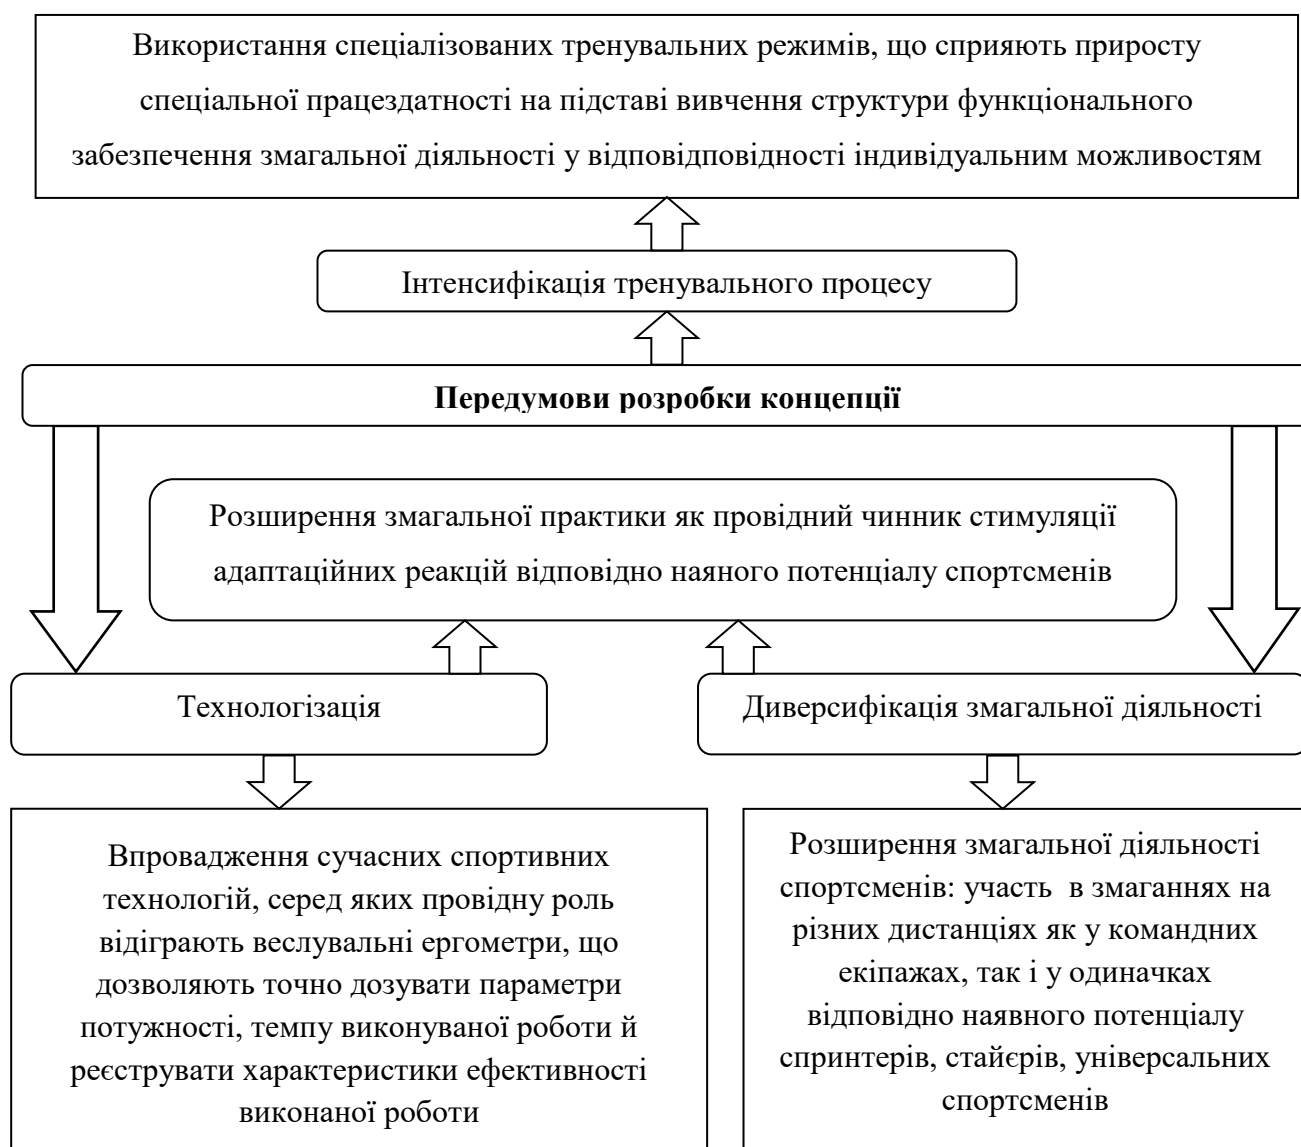 Використання спеціалізованих тренувальних режимів, що сприяють приросту
спеціальної працездатності на підставі вивчення структури функціонального
забезпечення змагальної діяльності у відповідповідності індивідуальним можливостям
Інтенсифікація тренувального процесу
Передумови розробки концепції
Розширення змагальної практики як провідний чинник стимуляції
адаптаційних реакцій відповідно наяного потенціалу спортсменів
Технологізація
Диверсифікація змагальної діяльності
Впровадження сучасних спортивних
технологій, серед яких провідну роль
відіграють веслувальні ергометри, що
дозволяють точно дозувати параметри
потужності, темпу виконуваної роботи й
реєструвати характеристики ефективності
виконаної роботи
Розширення змагальної діяльності
спортсменів: участь в змаганнях на
різних дистанціях як у командних
екіпажах, так і у одиначках
відповідно наявного потенціалу
спринтерів, стайєрів, універсальних
спортсменів